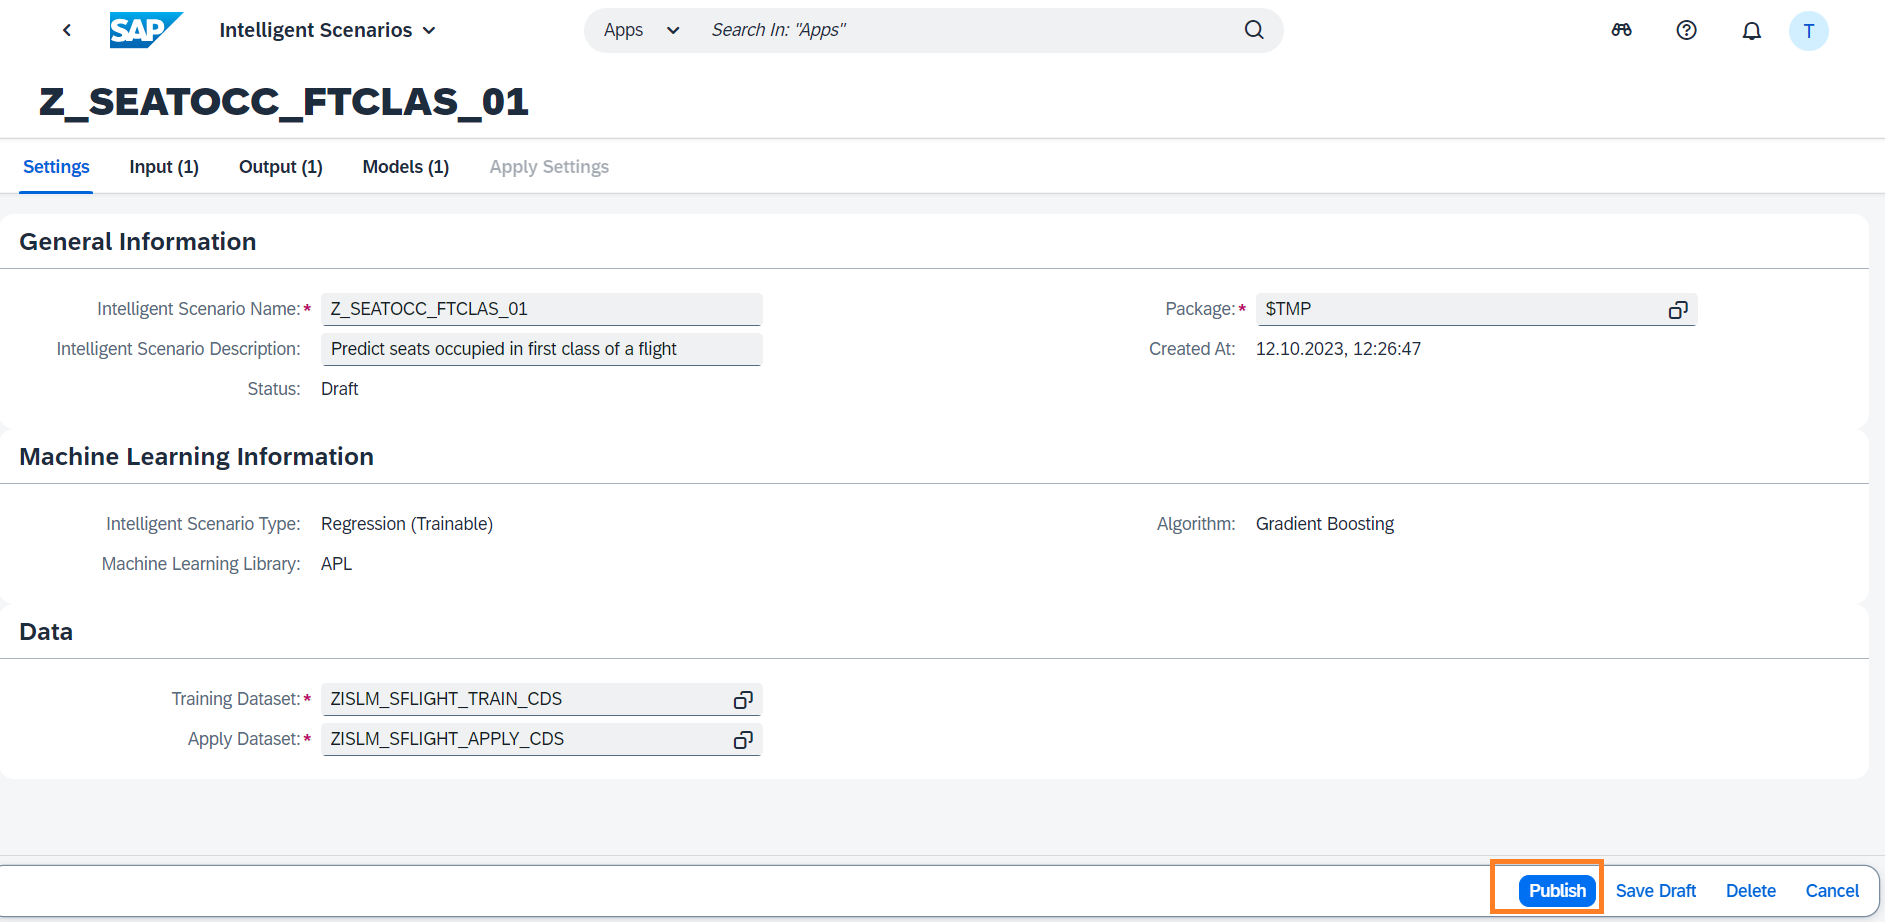 SAP Intelligent Scenarios Apps Search In: "Apps" T
Z_SEATOCC_FTCLAS_01
Settings Input (1) Output (1) Models (1) Apply Settings
General Information
Intelligent Scenario Name:* Z_SEATOCC_FTCLAS_01 Package:* $TMP
Intelligent Scenario Description: Predict seats occupied in first class of a flight Created At: 12.10.2023, 12:26:47
Status: Draft
Machine Learning Information
Intelligent Scenario Type: Regression (Trainable) Algorithm: Gradient Boosting
Machine Learning Library: APL
Data
Training Dataset:* ZISLM_SFLIGHT_TRAIN_CDS
Apply Dataset:* ZISLM_SFLIGHT_APPLY_CDS
Publish Save Draft Delete Cancel